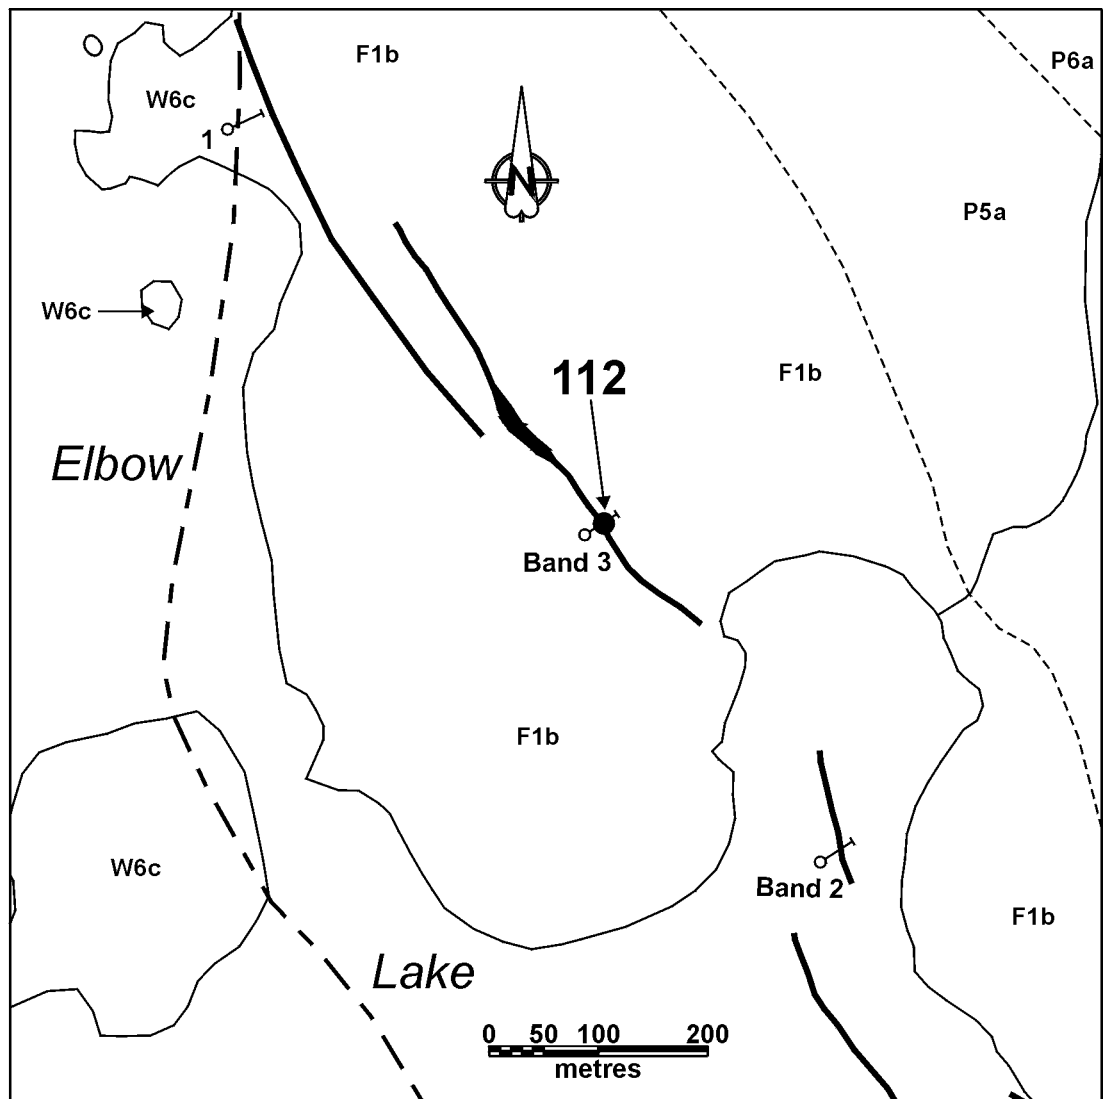 F1b
P6a
W6c
1
N
P5a
W6c
112
F1b
Elbow
Band 3
F1b
W6c
Band 2
F1b
Lake
0 50 100 200
metres